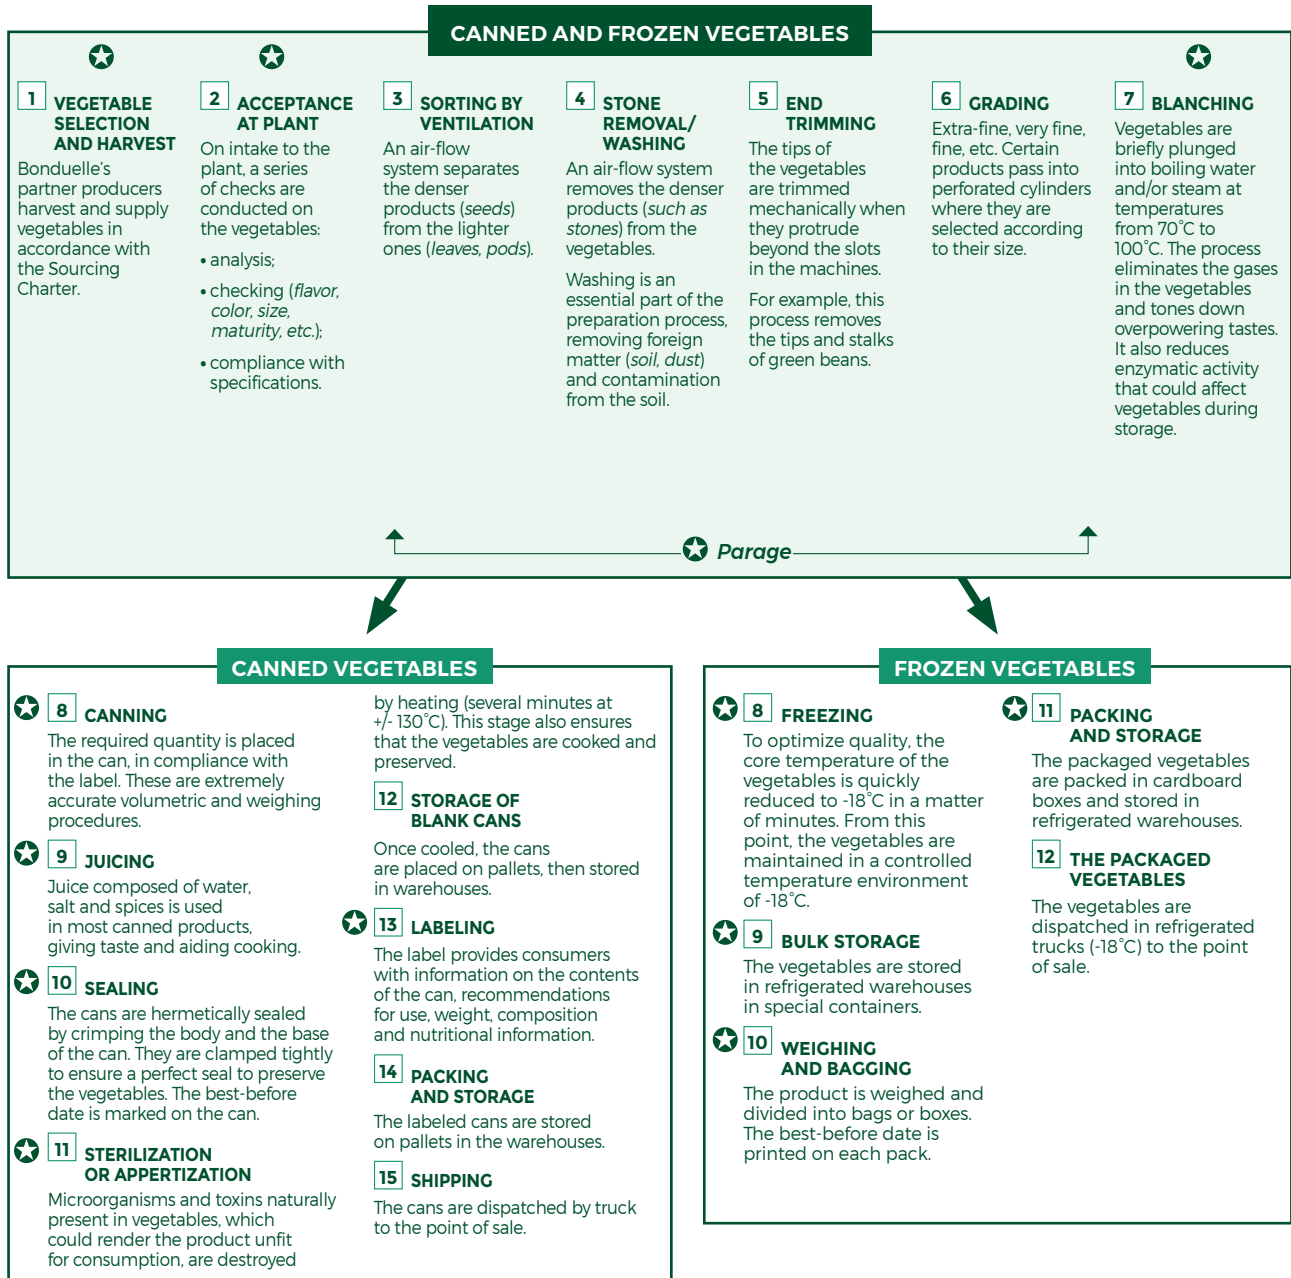 CANNED AND FROZEN VEGETABLES
1 VEGETABLE
SELECTION
AND HARVEST
Bonduelle's
partner producers
harvest and supply
vegetables in
accordance with
the Sourcing
Charter.
2 ACCEPTANCE
AT PLANT
On intake to the
plant, a series
of checks are
conducted on
the vegetables:
• analysis;
• checking (flavor,
color, size,
maturity, etc.);
• compliance with
specifications.
3 SORTING BY
VENTILATION
An air-flow
system separates
the denser
products (seeds)
from the lighter
ones (leaves, pods).
4 STONE
REMOVAL/
WASHING
An air-flow system
removes the denser
products (such as
stones) from the
vegetables.
Washing is an
essential part of the
preparation process,
removing foreign
matter (soil, dust)
and contamination
from the soil.
5 END
TRIMMING
The tips of
the vegetables
are trimmed
mechanically when
they protrude
beyond the slots
in the machines.
For example, this
process removes
the tips and stalks
of green beans.
6 GRADING
Extra-fine, very fine,
fine, etc. Certain
products pass into
perforated cylinders
where they are
selected according
to their size.
7 BLANCHING
Vegetables are
briefly plunged
into boiling water
and/or steam at
temperatures
from 70°C to
100°C. The process
eliminates the gases
in the vegetables
and tones down
overpowering tastes.
It also reduces
enzymatic activity
that could affect
vegetables during
storage.
Parage
CANNED VEGETABLES
8 CANNING
The required quantity is placed
in the can, in compliance with
the label. These are extremely
accurate volumetric and weighing
procedures.
9 JUICING
Juice composed of water,
salt and spices is used
in most canned products,
giving taste and aiding cooking.
10 SEALING
The cans are hermetically sealed
by crimping the body and the base
of the can. They are clamped tightly
to ensure a perfect seal to preserve
the vegetables. The best-before
date is marked on the can.
11 STERILIZATION
OR APPERTIZATION
Microorganisms and toxins naturally
present in vegetables, which
could render the product unfit
for consumption, are destroyed
by heating (several minutes at
+/- 130°C). This stage also ensures
that the vegetables are cooked and
preserved.
12 STORAGE OF
BLANK CANS
Once cooled, the cans
are placed on pallets, then stored
in warehouses.
13 LABELING
The label provides consumers
with information on the contents
of the can, recommendations
for use, weight, composition
and nutritional information.
14 PACKING
AND STORAGE
The labeled cans are stored
on pallets in the warehouses.
15 SHIPPING
The cans are dispatched by truck
to the point of sale.
FROZEN VEGETABLES
8 FREEZING
To optimize quality, the
core temperature of the
vegetables is quickly
reduced to -18°C in a matter
of minutes. From this
point, the vegetables are
maintained in a controlled
temperature environment
of -18°C.
9 BULK STORAGE
The vegetables are stored
in refrigerated warehouses
in special containers.
10 WEIGHING
AND BAGGING
The product is weighed and
divided into bags or boxes.
The best-before date is
printed on each pack.
11 PACKING
AND STORAGE
The packaged vegetables
are packed in cardboard
boxes and stored in
refrigerated warehouses.
12 THE PACKAGED
VEGETABLES
The vegetables are
dispatched in refrigerated
trucks (-18°C) to the point
of sale.